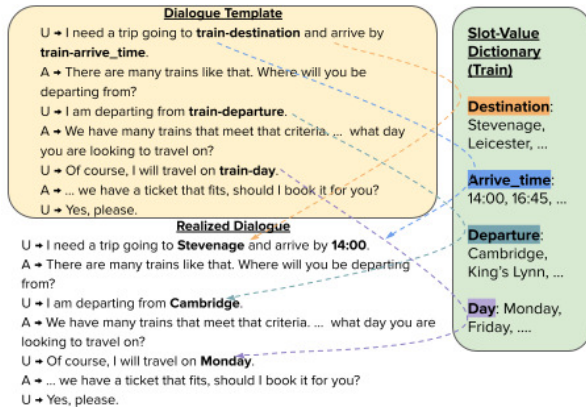 Dialogue Template
U → I need a trip going to train-destination and arrive by
train-arrive_time.
A → There are many trains like that. Where will you be
departing from?
U → I am departing from train-departure.
A → We have many trains that meet that criteria. ... what day
you are looking to travel on?
U → Of course, I will travel on train-day.
A → ... we have a ticket that fits, should I book it for you?
U → Yes, please.
Realized Dialogue
U → I need a trip going to Stevenage and arrive by 14:00.
A → There are many trains like that. Where will you be departing
from?
U → I am departing from Cambridge.
A → We have many trains that meet that criteria. ... what day you are
looking to travel on?
U → Of course, I will travel on Monday.
A → ... we have a ticket that fits, should I book it for you?
U → Yes, please.
Slot-Value
Dictionary
(Train)
Destination:
Stevenage,
Leicester, ...
Arrive_time:
14:00, 16:45, ...
Departure:
Cambridge,
King's Lynn, ...
Day: Monday,
Friday, ....